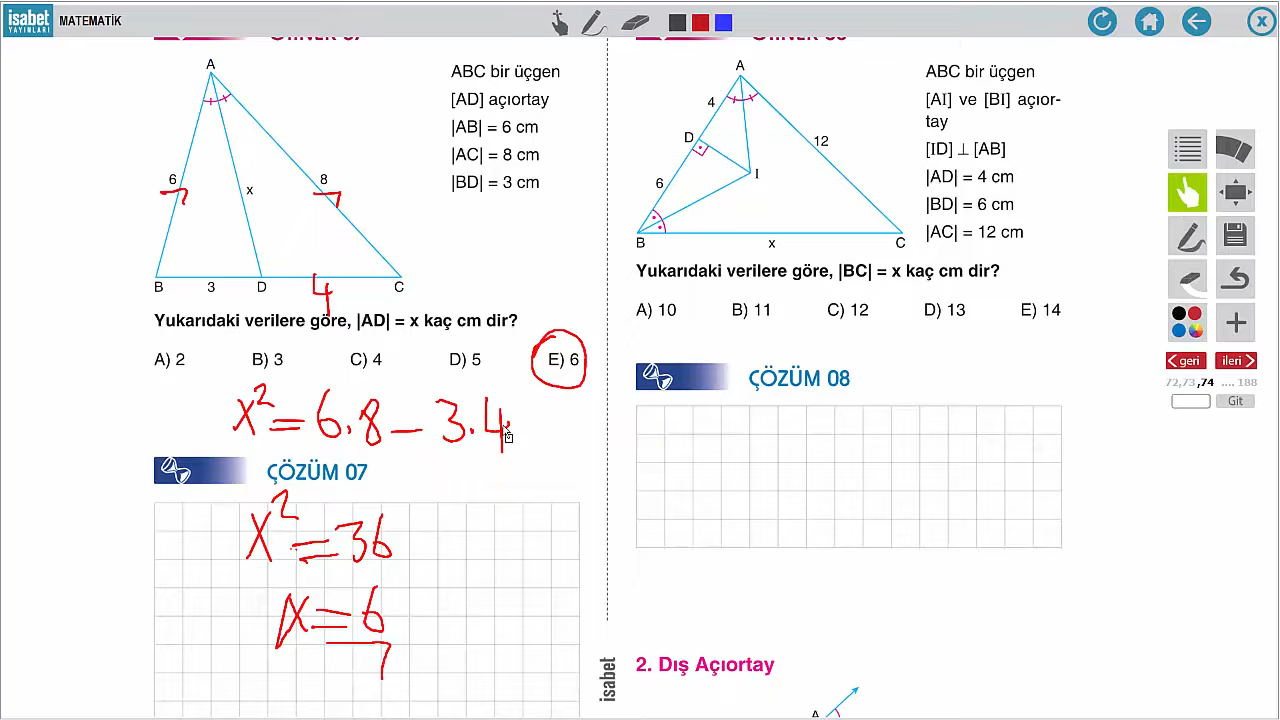 isabet
YAYINLARI
MATEMATİK
A
6
8
x
B
3
D
4
C
ABC bir üçgen
[AD] açıortay
|AB| = 6 cm
|AC| = 8 cm
|BD| = 3 cm
Yukarıdaki verilere göre, |AD| = x kaç cm dir?
A) 2 B) 3 C) 4 D) 5 E) 6
x² = 6.8 − 3.4
ÇÖZÜM 07
x² = 36
x = 6
A
4
D
12
I
6
B
x
C
ABC bir üçgen
[AI] ve [BI] açıor-
tay
[ID] ⊥ [AB]
|AD| = 4 cm
|BD| = 6 cm
|AC| = 12 cm
Yukarıdaki verilere göre, |BC| = x kaç cm dir?
A) 10 B) 11 C) 12 D) 13 E) 14
ÇÖZÜM 08
isabet
2. Dış Açıortay
A
geri
ileri
72,73,74 .... 188
Git